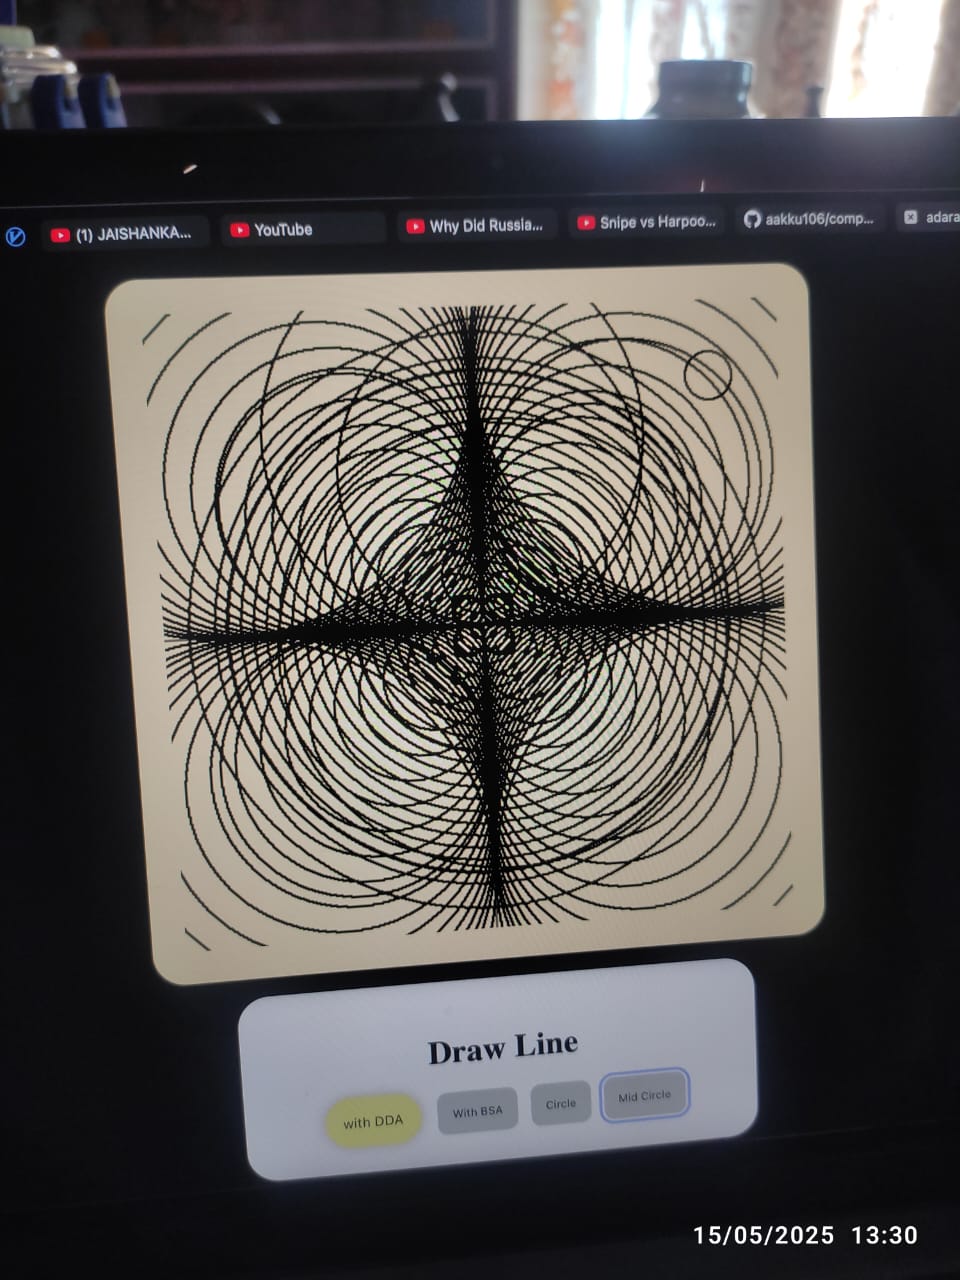 (1) JAISHANKA...
YouTube
Why Did Russia...
Snipe vs Harpoo...
aakku106/comp...
adara
Draw Line
with DDA
With BSA
Circle
Mid Circle
15/05/2025 13:30